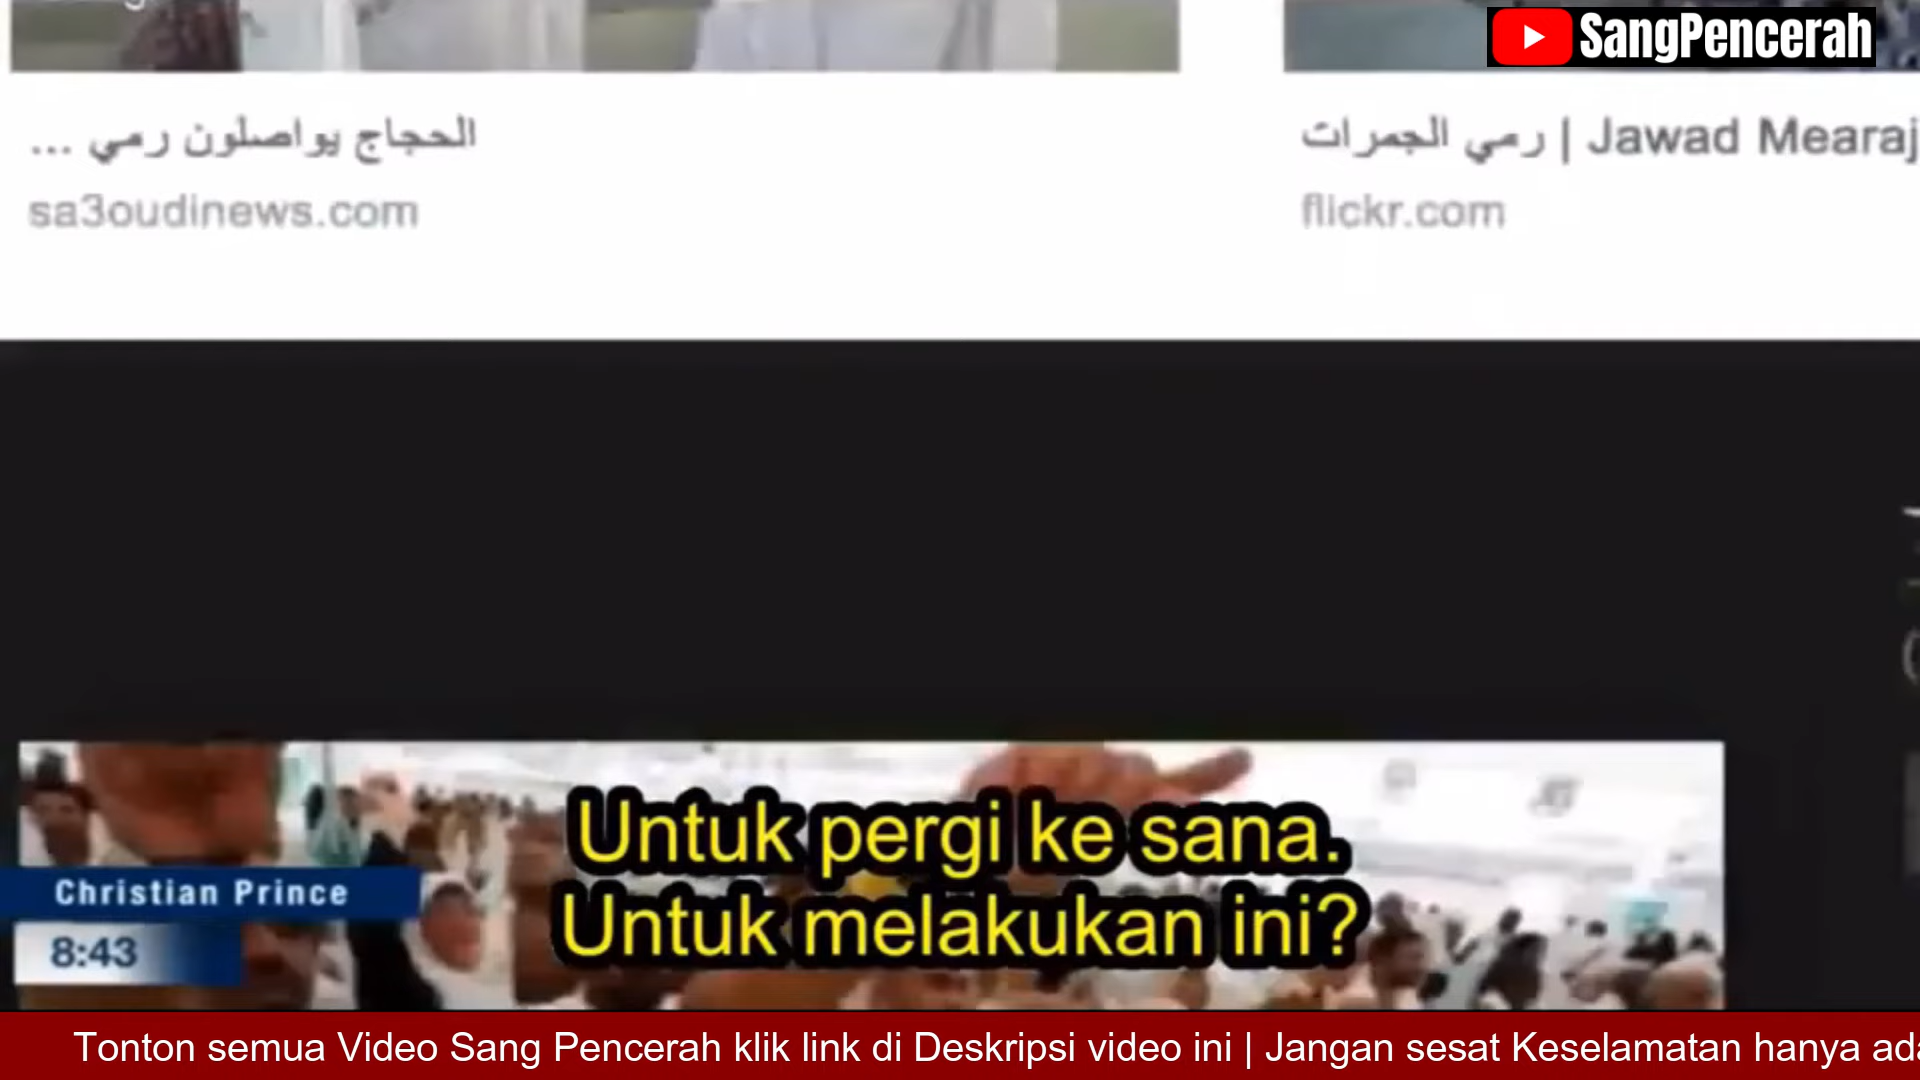 SangPencerah
الحجاج يواصلون رمي ...
sa3oudinews.com
رمي الجمرات | Jawad Mearaj
flickr.com
Untuk pergi ke sana.
Untuk melakukan ini?
Christian Prince
8:43
Tonton semua Video Sang Pencerah klik link di Deskripsi video ini | Jangan sesat Keselamatan hanya ada